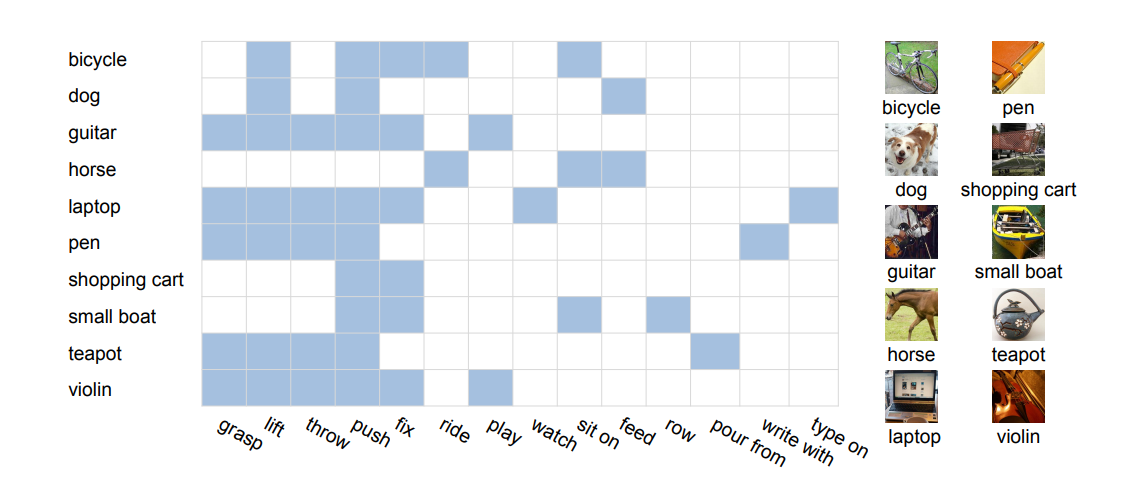 bicycle
dog
guitar
horse
laptop
pen
shopping cart
small boat
teapot
violin
grasp
lift
throw
push
fix
ride
play
watch
sit on
feed
row
pour from
write with
type on
bicycle
pen
dog
shopping cart
guitar
small boat
horse
teapot
laptop
violin